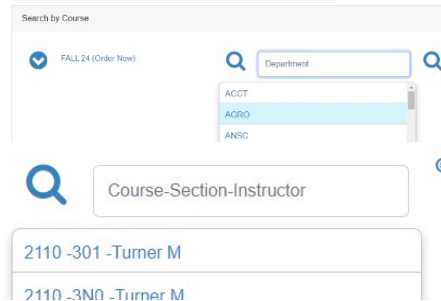 Search by Course
FALL 24 (Order Now)
Department
ACCT
AGRO
ANSC
Course-Section-Instructor
2110 -301 -Turner M
2110 -3N0 -Turner M